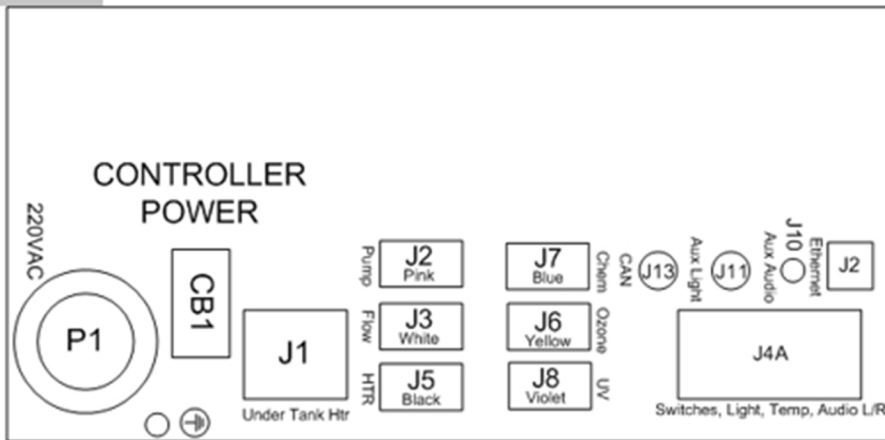 CONTROLLER
POWER
220VAC
P1
CB1
J1
Under Tank Htr
Pump
J2
Pink
Flow
J3
White
HTR
J5
Black
J7
Blue
Chem
J6
Yellow
Ozone
J8
Violet
UV
CAN
J13
Aux Light
J11
Aux Audio
J10
Ethernet
J2
J4A
Switches, Light, Temp, Audio L/R